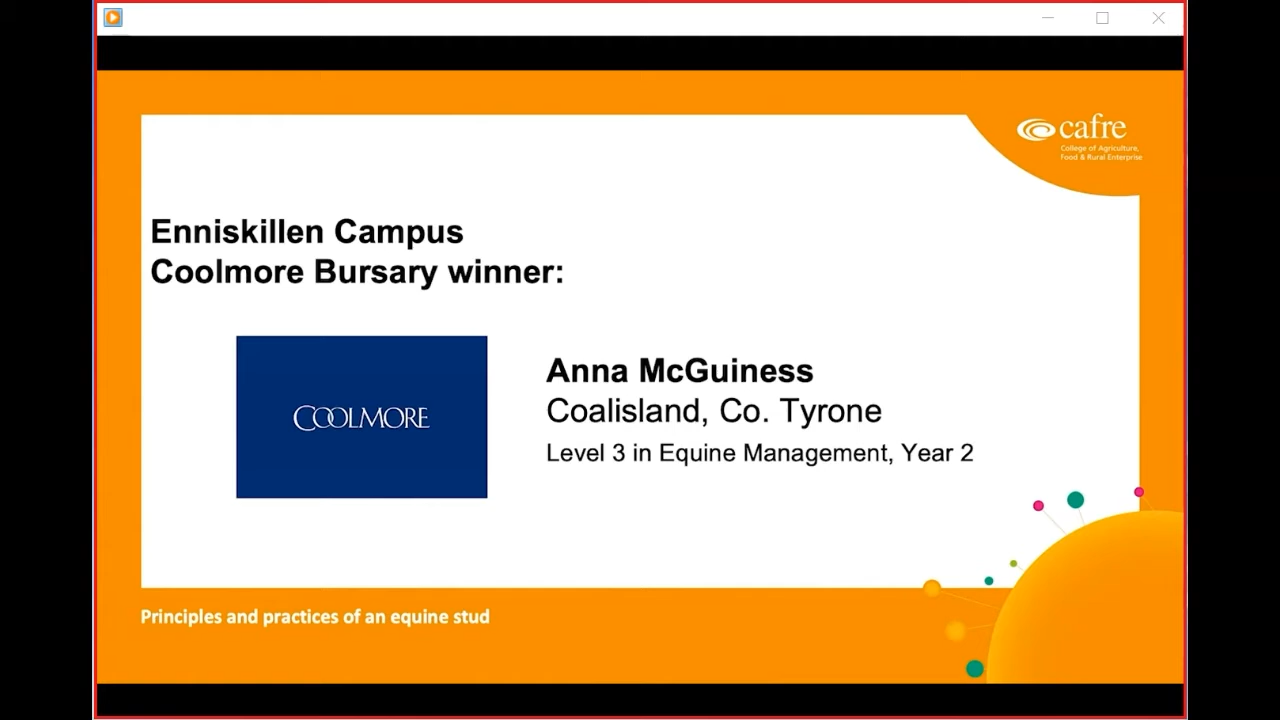 cafre
College of Agriculture,
Food & Rural Enterprise
Enniskillen Campus
Coolmore Bursary winner:
COOLMORE
Anna McGuiness
Coalisland, Co. Tyrone
Level 3 in Equine Management, Year 2
Principles and practices of an equine stud